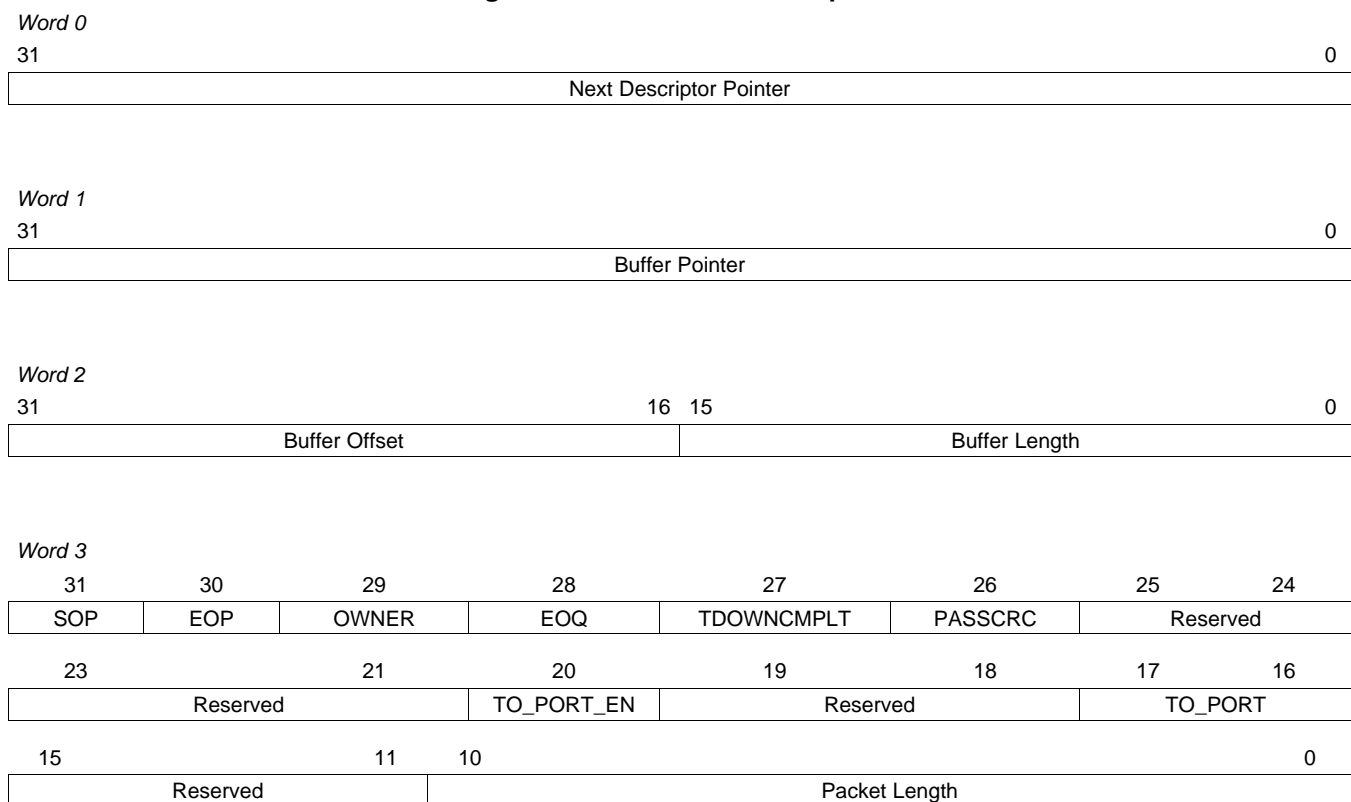 Word 0
31 0
Next Descriptor Pointer
Word 1
31 0
Buffer Pointer
Word 2
31 16 15 0
Buffer Offset Buffer Length
Word 3
31 30 29 28 27 26 25 24
SOP EOP OWNER EOQ TDOWNCMPLT PASSCRC Reserved
23 21 20 19 18 17 16
Reserved TO_PORT_EN Reserved TO_PORT
15 11 10 0
Reserved Packet Length